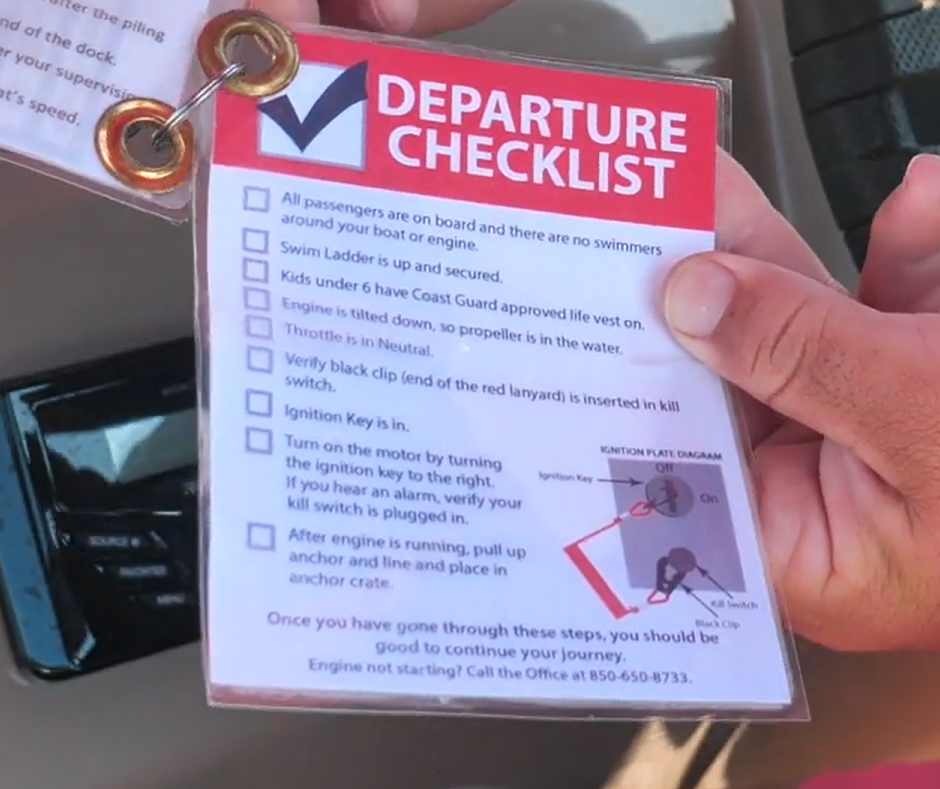 after the piling
nd of the dock.
er your supervisi
at's speed.
DEPARTURE
CHECKLIST
All passengers are on board and there are no swimmers
around your boat or engine.
Swim Ladder is up and secured.
Kids under 6 have Coast Guard approved life vest on.
Engine is tilted down, so propeller is in the water.
Throttle is in Neutral.
Verify black clip (end of the red lanyard) is inserted in kill
switch.
Ignition Key is in.
Turn on the motor by turning
the ignition key to the right.
If you hear an alarm, verify your
kill switch is plugged in.
After engine is running, pull up
anchor and line and place in
anchor crate.
IGNITION PLATE DIAGRAM
Off
Ignition Key
On
Kill Switch
Black Clip
Once you have gone through these steps, you should be
good to continue your journey.
Engine not starting? Call the Office at 850-650-8733.
SOURCE
MENU